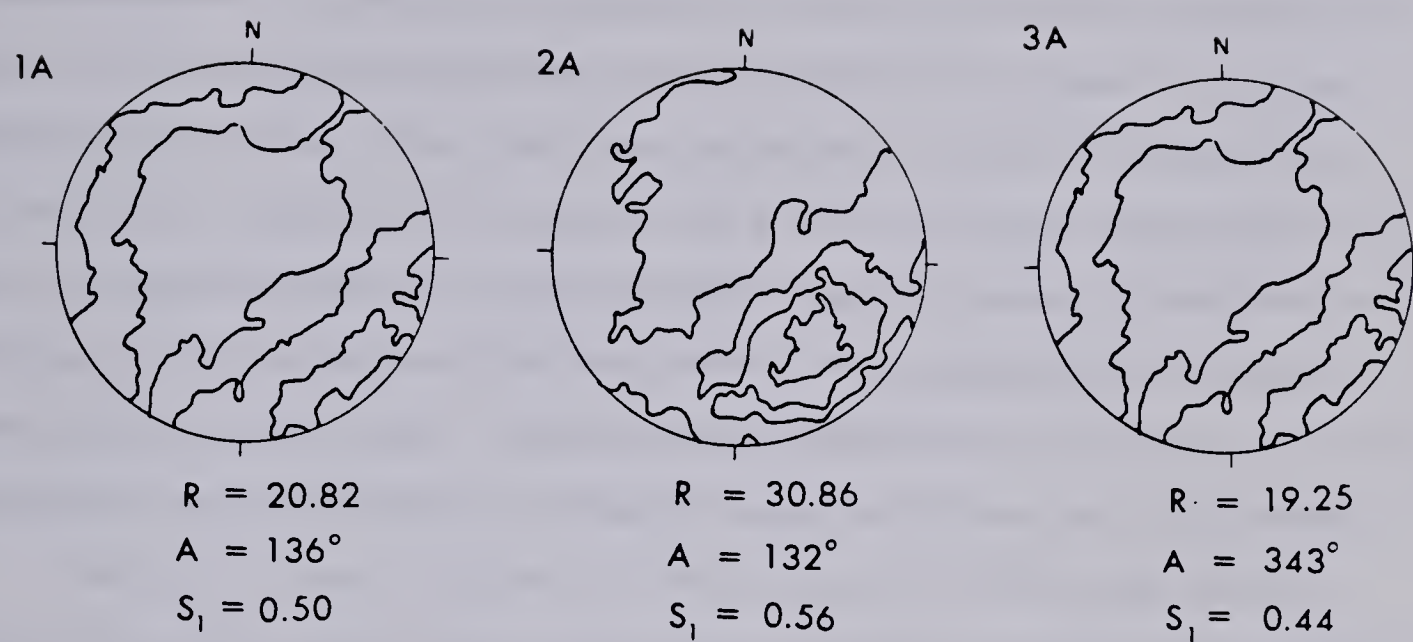 1A
N
2A
N
3A
N
R = 20.82
A = 136°
S₁ = 0.50
R = 30.86
A = 132°
S₁ = 0.56
R = 19.25
A = 343°
S₁ = 0.44